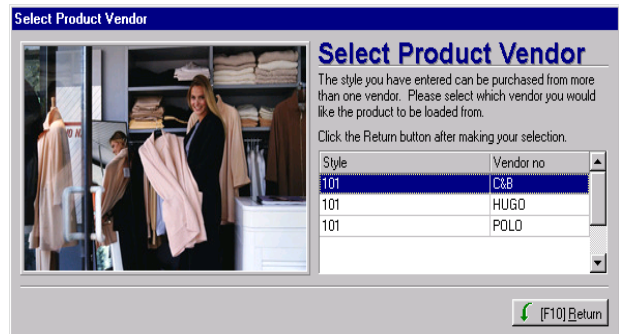 Select Product Vendor
Select Product Vendor
The style you have entered can be purchased from more
than one vendor. Please select which vendor you would
like the product to be loaded from.
Click the Return button after making your selection.
Style Vendor no
101 C&B
101 HUGO
101 POLO
[F10] Return